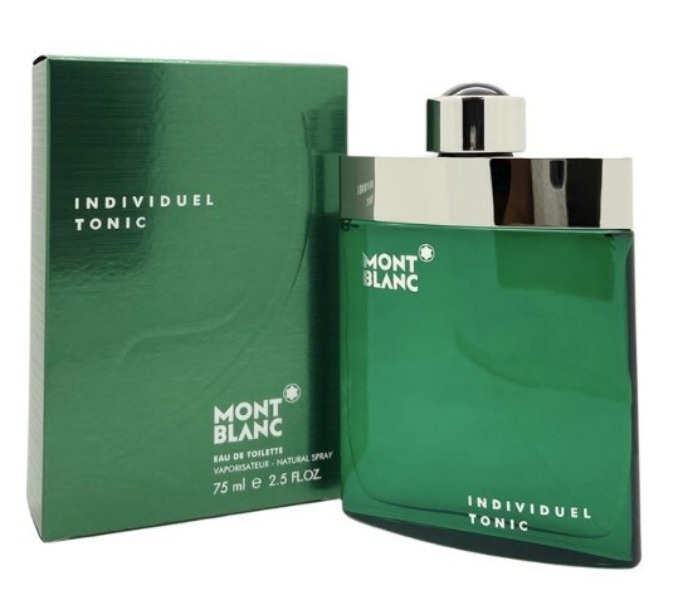 INDIVIDUEL
TONIC
MONT
BLANC
EAU DE TOILETTE
VAPORISATEUR - NATURAL SPRAY
75 ml e 2.5 FL.OZ.
MONT
BLANC
INDIVIDUEL
TONIC